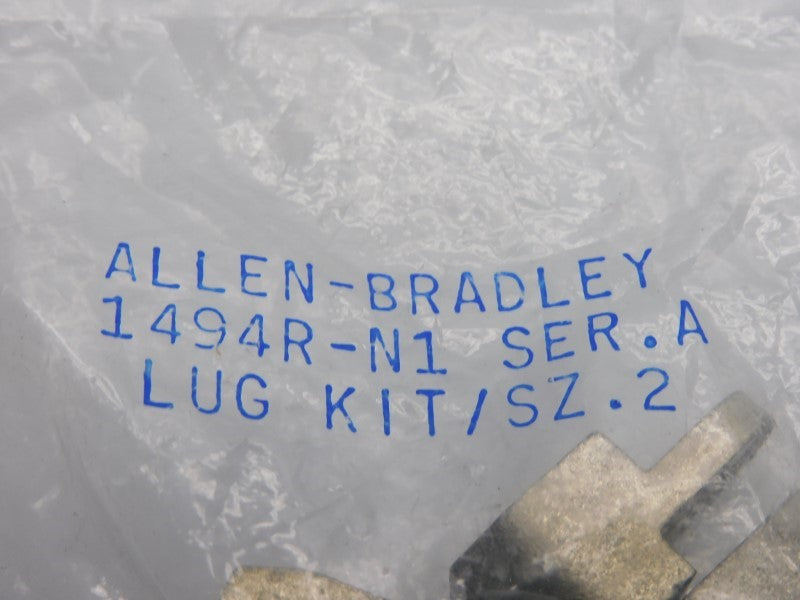 ALLEN-BRADLEY
1494R-N1 SER.A
LUG KIT/SZ.2